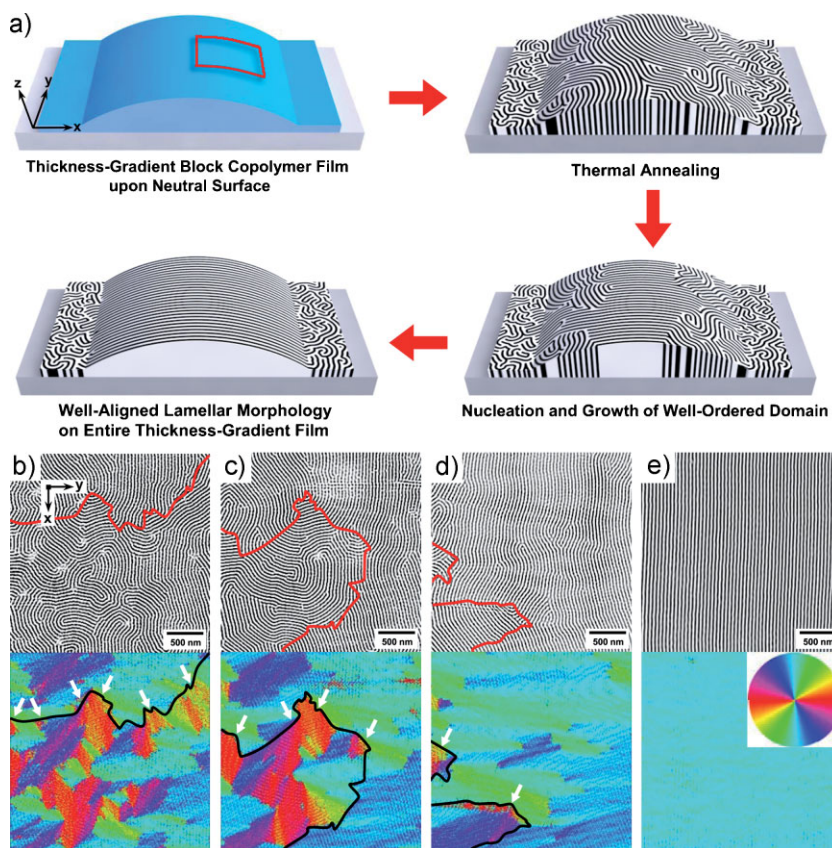 a)
z
y
x
Thickness-Gradient Block Copolymer Film
upon Neutral Surface
Thermal Annealing
Well-Aligned Lamellar Morphology
on Entire Thickness-Gradient Film
Nucleation and Growth of Well-Ordered Domain
b)
c)
d)
e)
y
x
500 nm
500 nm
500 nm
500 nm